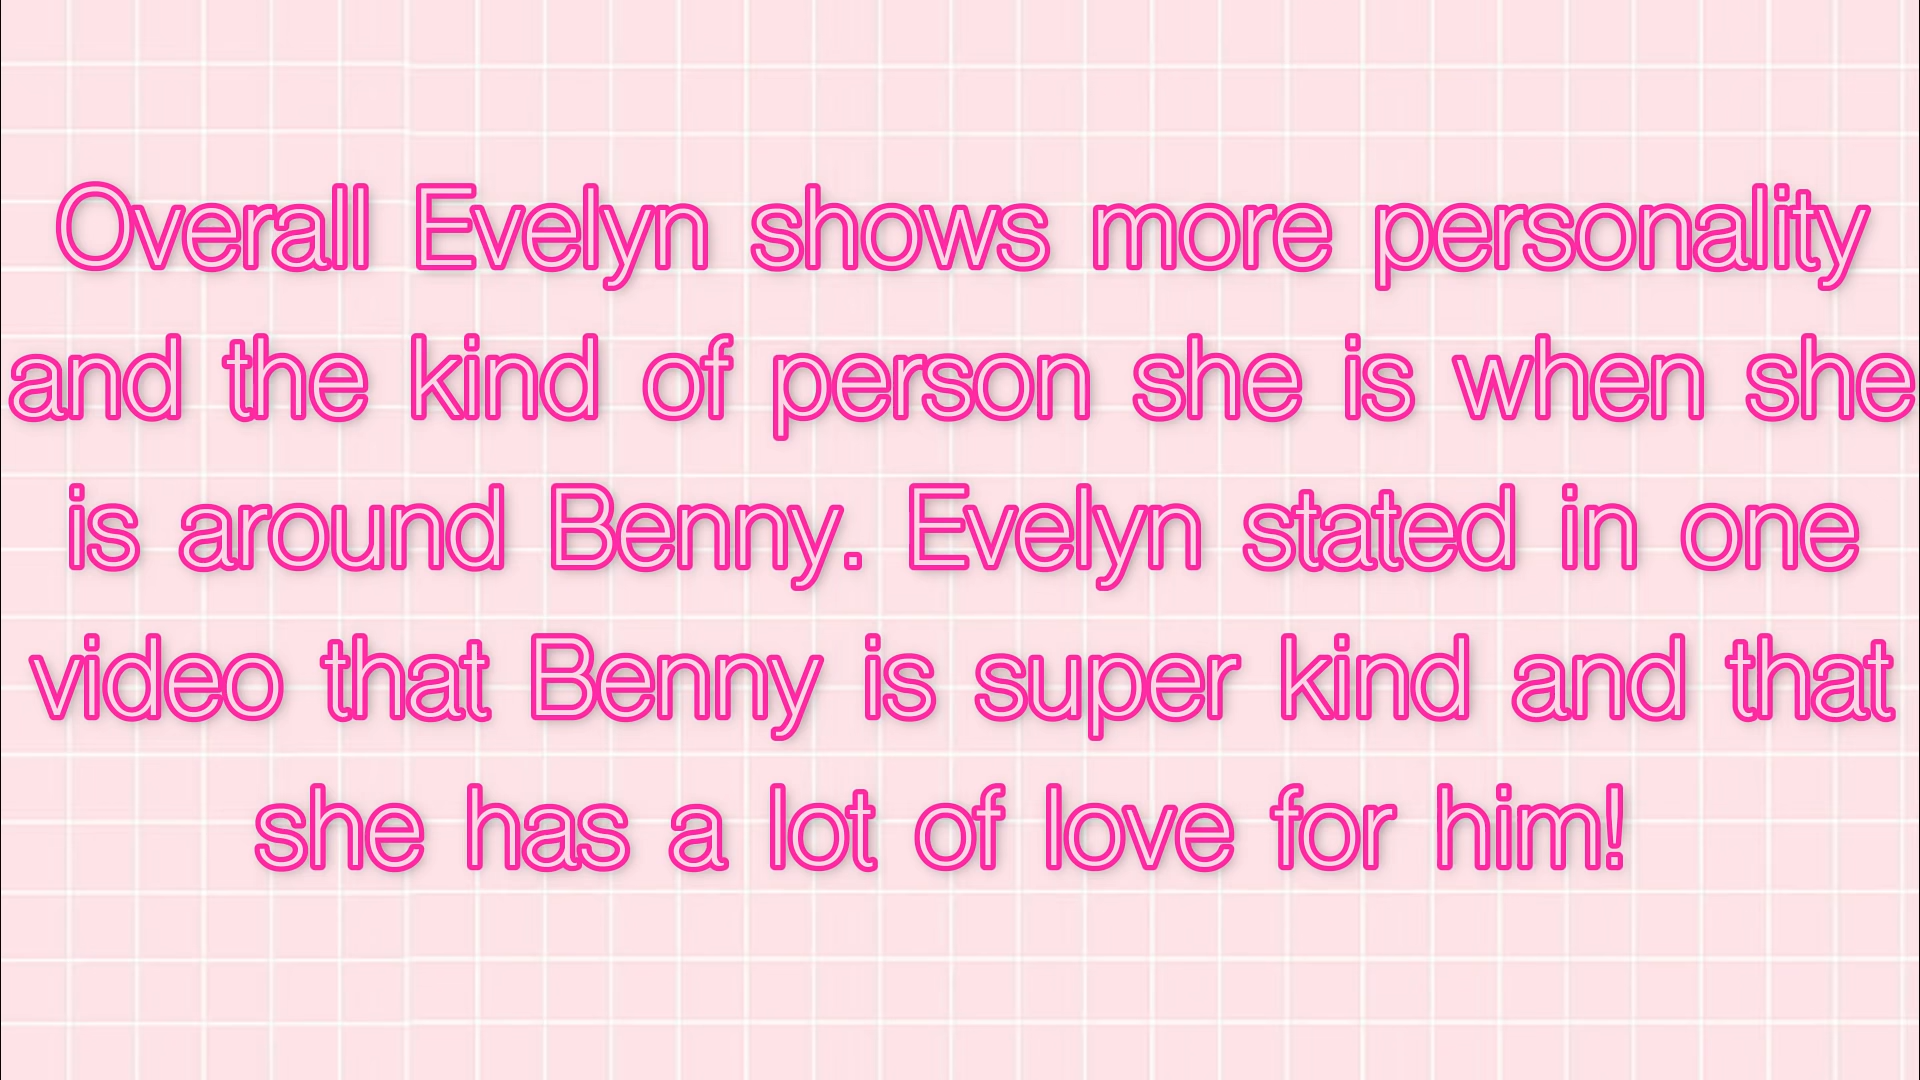 Overall Evelyn shows more personality
and the kind of person she is when she
is around Benny. Evelyn stated in one
video that Benny is super kind and that
she has a lot of love for him!